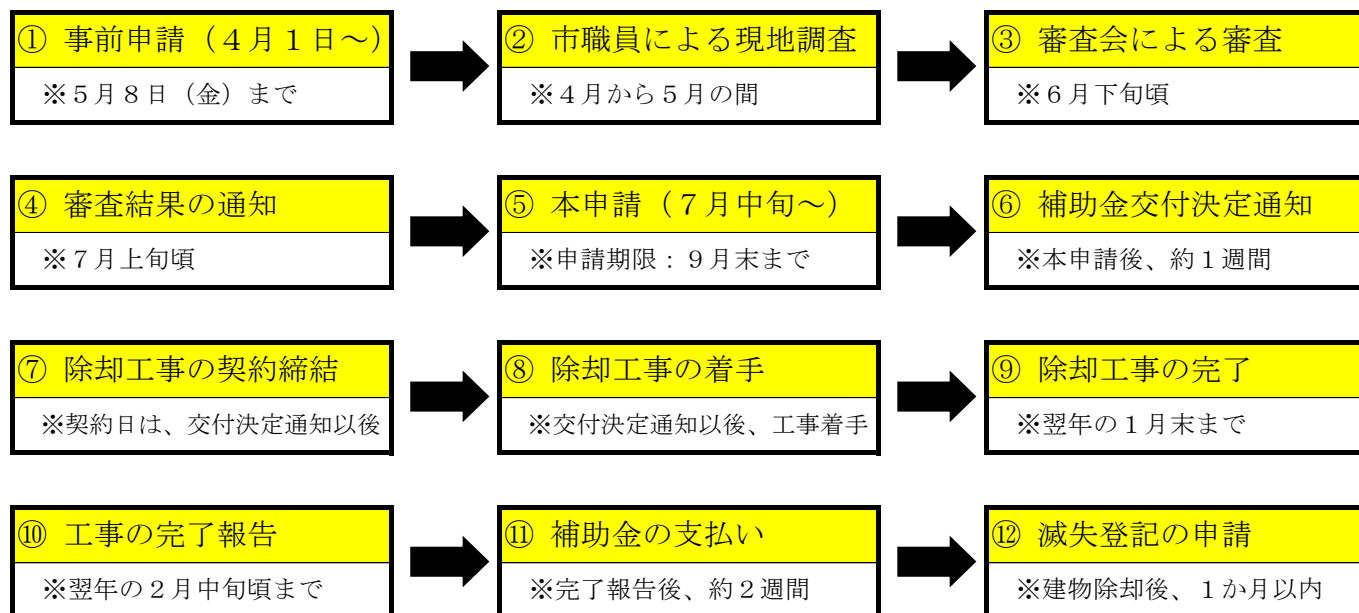 ① 事前申請（４月１日～）
※５月８日（金）まで
② 市職員による現地調査
※４月から５月の間
③ 審査会による審査
※６月下旬頃
④ 審査結果の通知
※７月上旬頃
⑤ 本申請（７月中旬～）
※申請期限：９月末まで
⑥ 補助金交付決定通知
※本申請後、約１週間
⑦ 除却工事の契約締結
※契約日は、交付決定通知以後
⑧ 除却工事の着手
※交付決定通知以後、工事着手
⑨ 除却工事の完了
※翌年の１月末まで
⑩ 工事の完了報告
※翌年の２月中旬頃まで
⑪ 補助金の支払い
※完了報告後、約２週間
⑫ 滅失登記の申請
※建物除却後、１か月以内